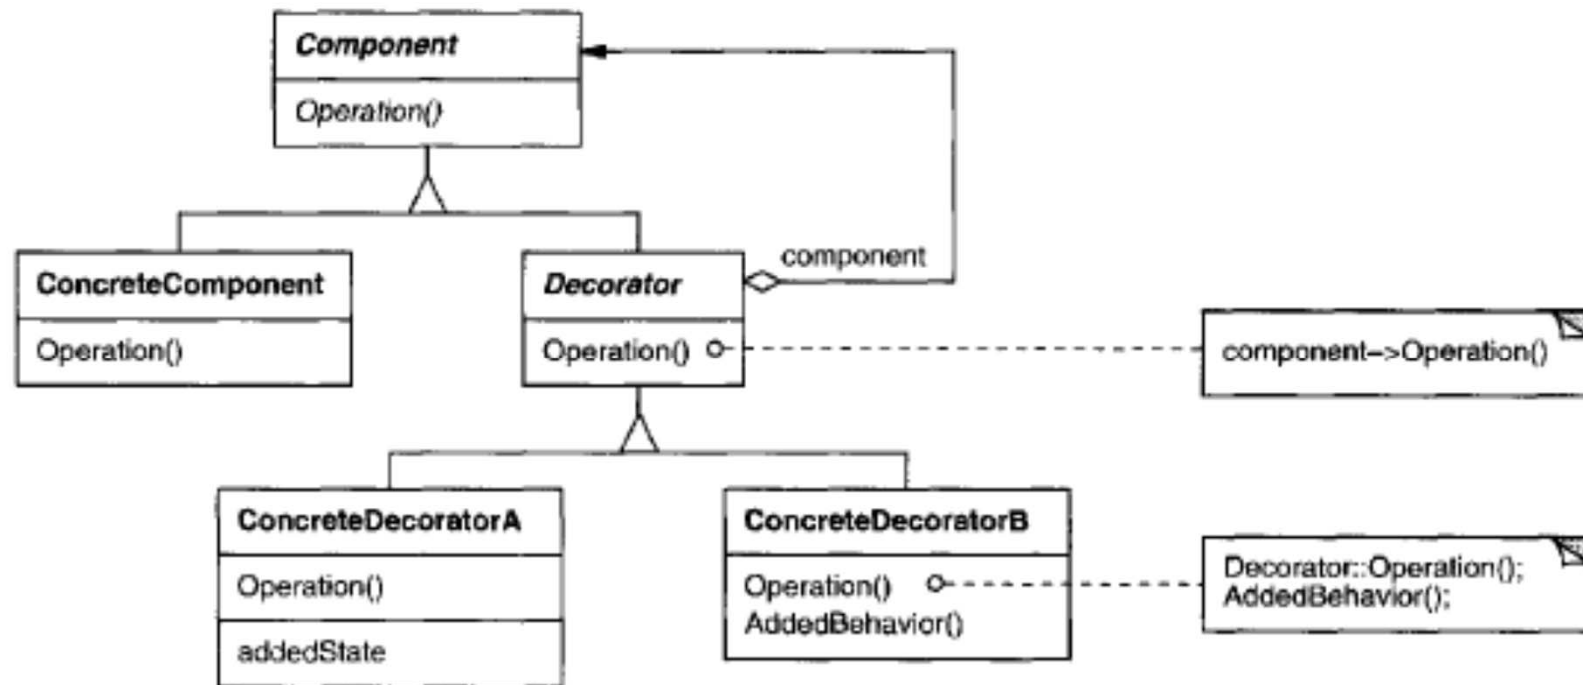 Component
Operation()
component
ConcreteComponent
Decorator
Operation()
Operation()
component–>Operation()
ConcreteDecoratorA
ConcreteDecoratorB
Operation()
addedState
Operation()
AddedBehavior()
Decorator::Operation();
AddedBehavior();